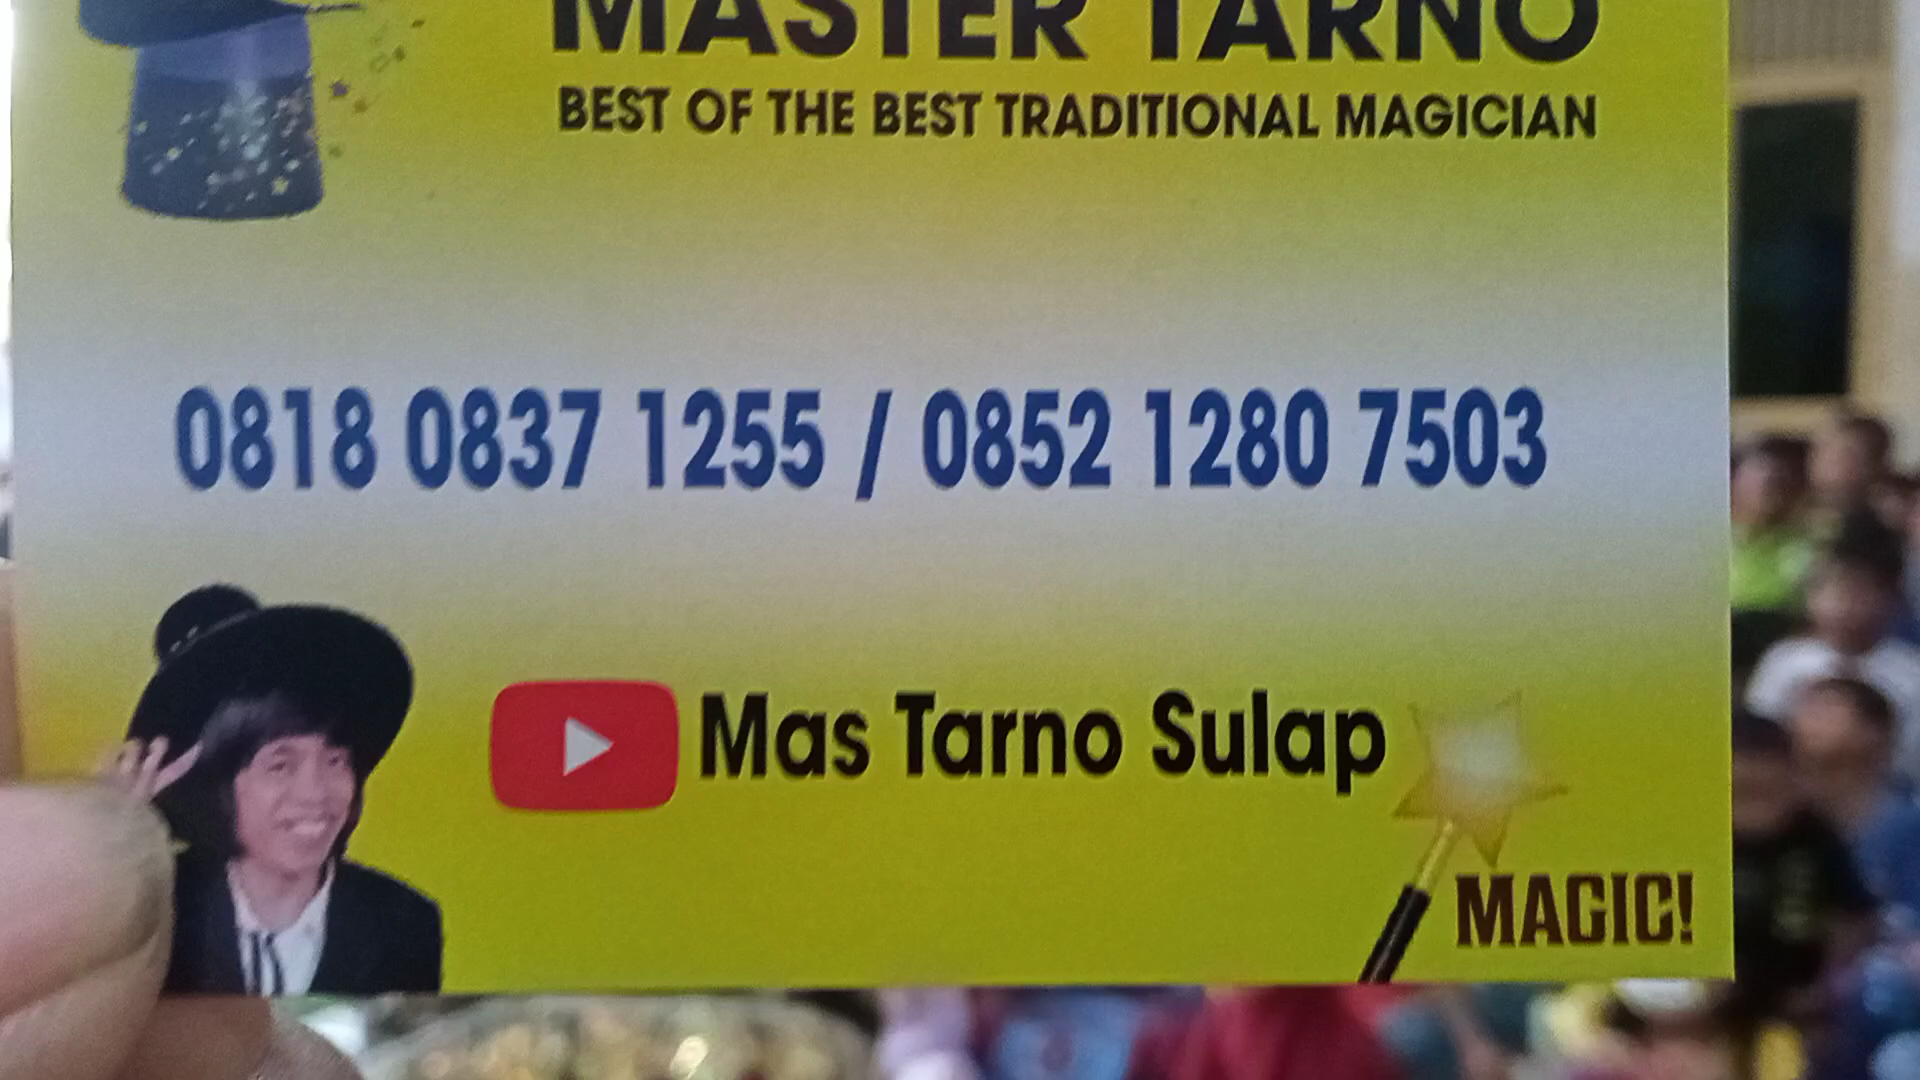 MASTER TARNO
BEST OF THE BEST TRADITIONAL MAGICIAN
0818 0837 1255 / 0852 1280 7503
Mas Tarno Sulap
MAGIC!